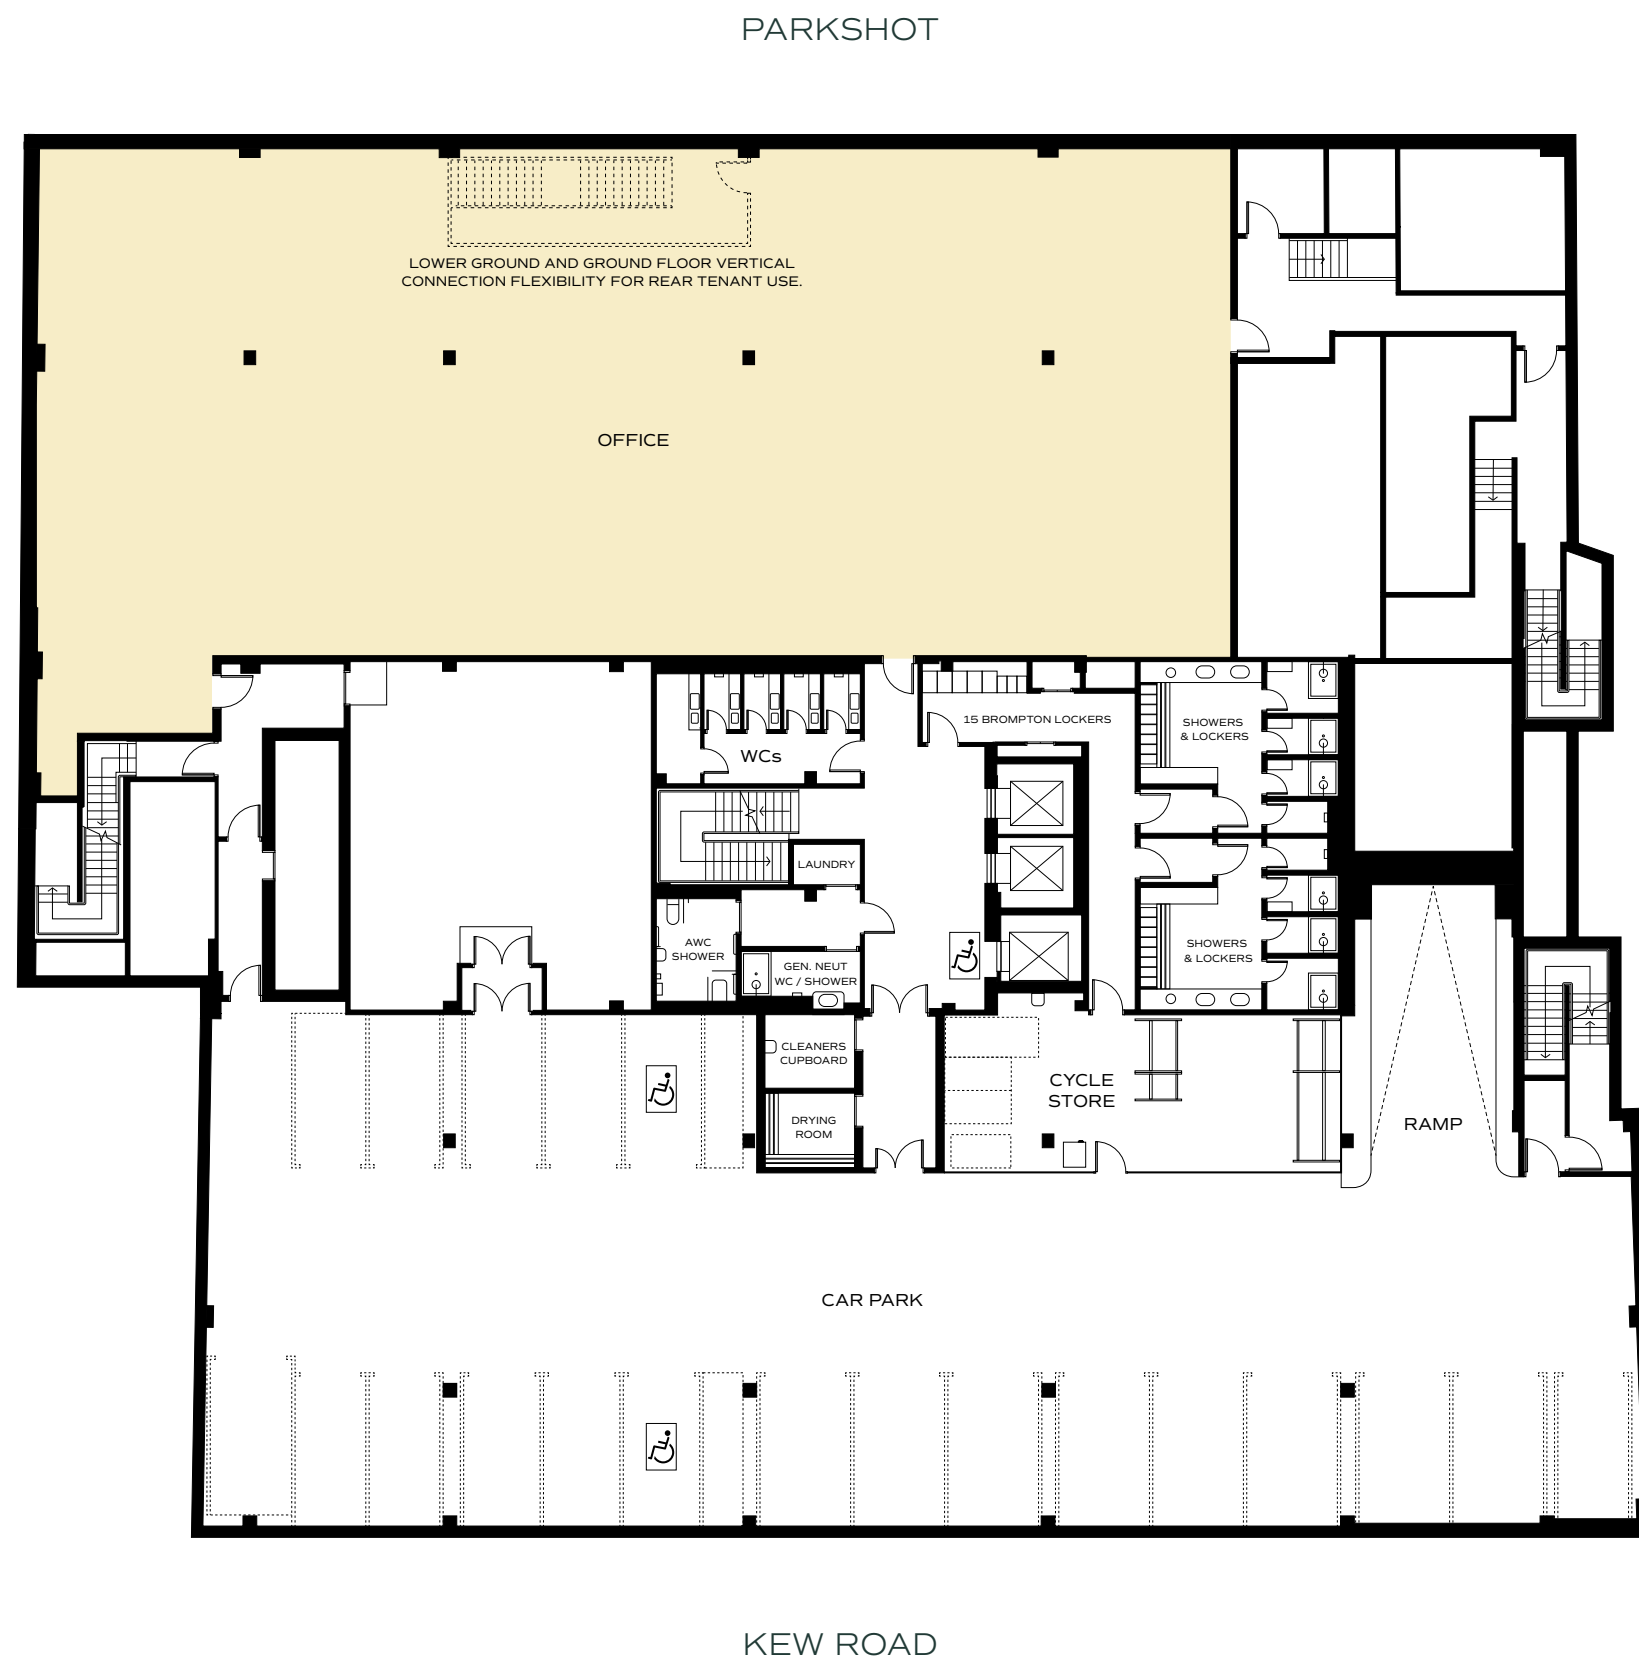 PARKSHOT
LOWER GROUND AND GROUND FLOOR VERTICAL
CONNECTION FLEXIBILITY FOR REAR TENANT USE.
OFFICE
15 BROMPTON LOCKERS
SHOWERS
& LOCKERS
WCs
LAUNDRY
AWC
SHOWER
GEN. NEUT
WC / SHOWER
SHOWERS
& LOCKERS
CLEANERS
CUPBOARD
CYCLE
STORE
DRYING
ROOM
RAMP
CAR PARK
KEW ROAD